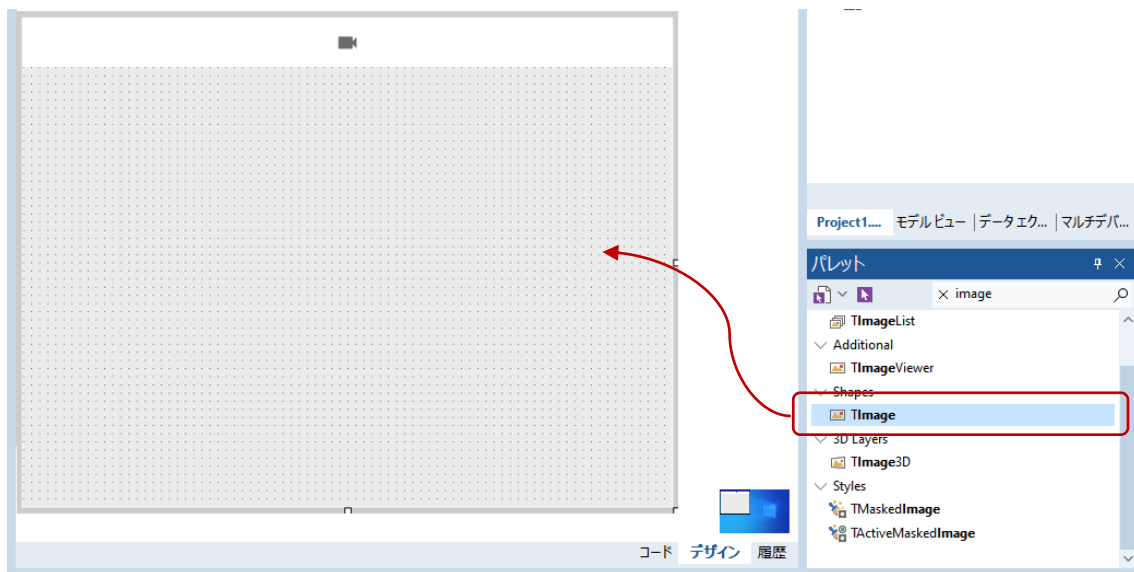 Project1.... モデル ビュー データ エク... マルチデバ...
パレット
image
TImageList
Additional
TImageViewer
Shapes
TImage
3D Layers
TImage3D
Styles
TMaskedImage
TActiveMaskedImage
コード デザイン 履歴